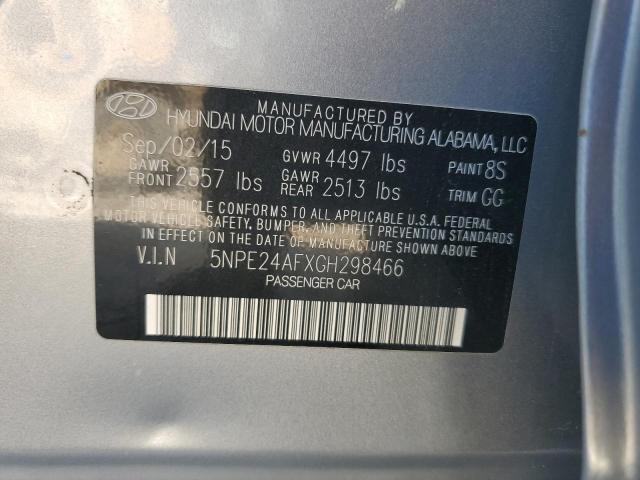 MANUFACTURED BY
HYUNDAI MOTOR MANUFACTURING ALABAMA, LLC
Sep/02/15 GVWR 4497 lbs PAINT 8S
GAWR FRONT 2557 lbs GAWR REAR 2513 lbs TRIM GG
THIS VEHICLE CONFORMS TO ALL APPLICABLE U.S.A. FEDERAL
MOTOR VEHICLE SAFETY, BUMPER, AND THEFT PREVENTION
STANDARDS IN EFFECT ON THE DATE OF MANUFACTURE SHOWN ABOVE
V.I.N 5NPE24AFXGH298466
PASSENGER CAR